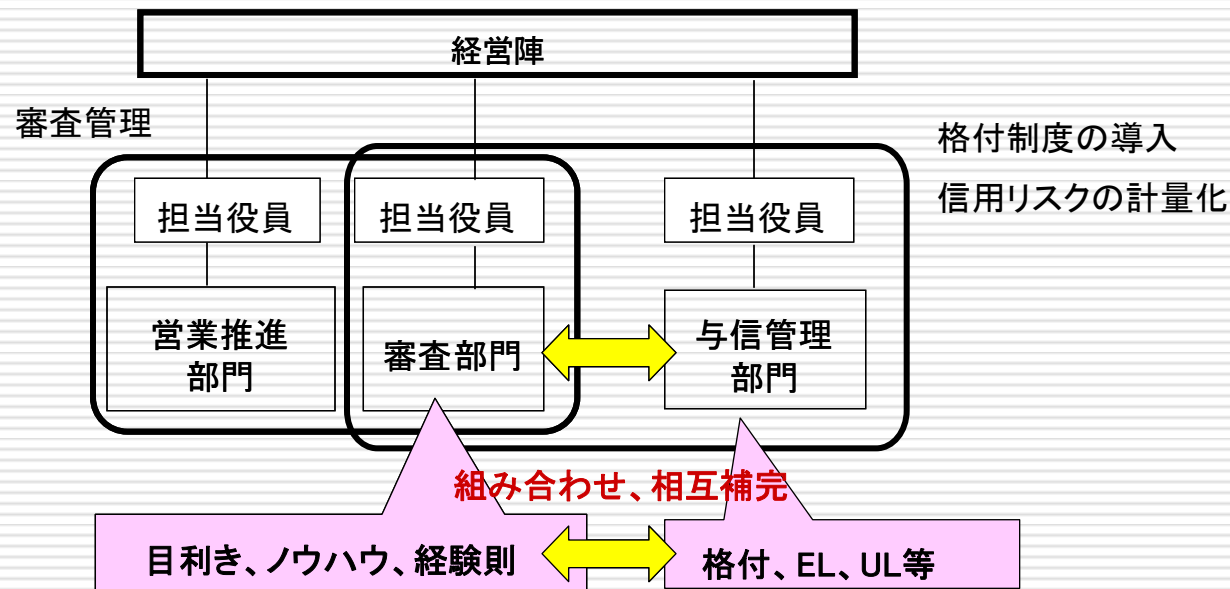 経営陣
審査管理
格付制度の導入
信用リスクの計量化
担当役員
担当役員
担当役員
営業推進
部門
審査部門
与信管理
部門
組み合わせ、相互補完
目利き、ノウハウ、経験則
格付、EL、UL等